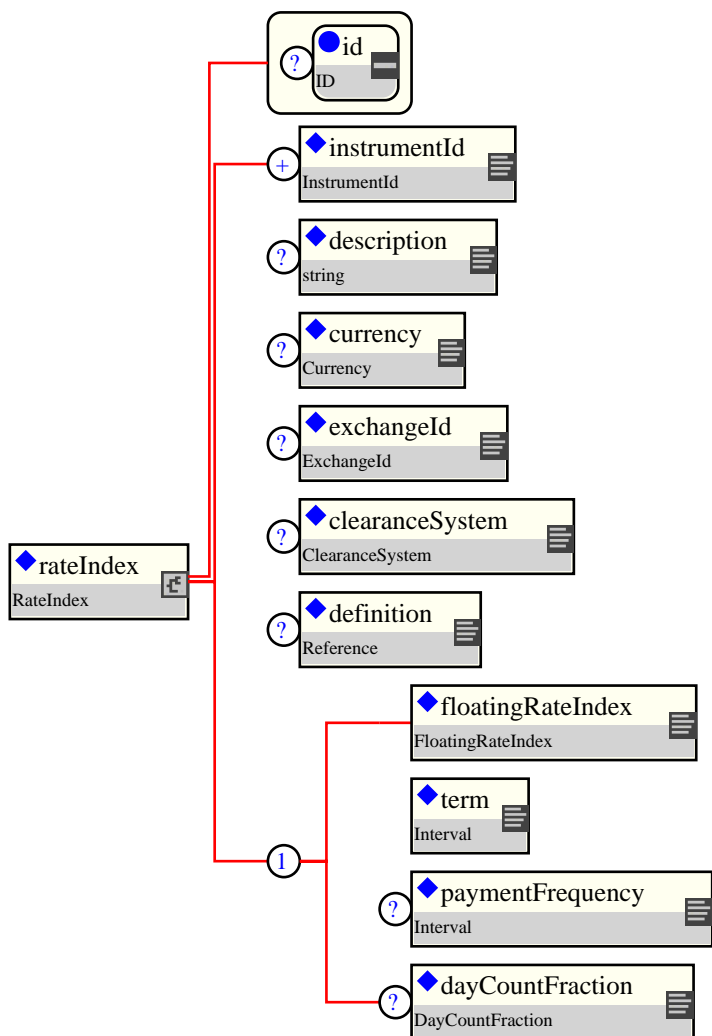 id
?
ID
instrumentId
+
InstrumentId
description
?
string
currency
?
Currency
exchangeId
?
ExchangeId
clearanceSystem
?
ClearanceSystem
rateIndex
RateIndex
definition
?
Reference
floatingRateIndex
FloatingRateIndex
term
Interval
1
paymentFrequency
?
Interval
dayCountFraction
?
DayCountFraction